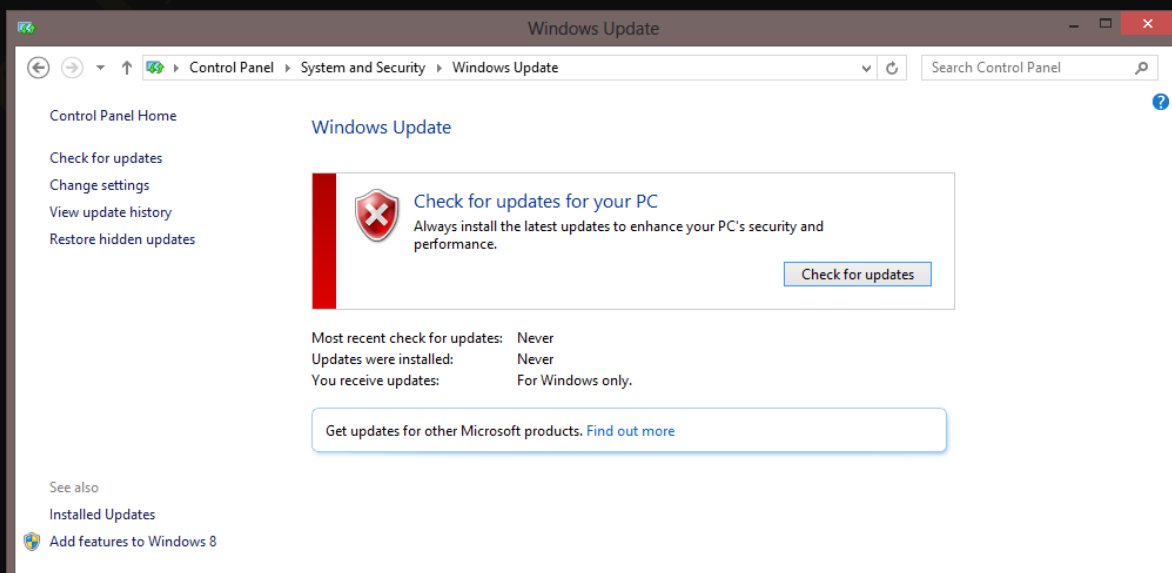 Windows Update
Control Panel System and Security Windows Update
Search Control Panel
Control Panel Home
Check for updates
Change settings
View update history
Restore hidden updates
Windows Update
Check for updates for your PC
Always install the latest updates to enhance your PC's security and
performance.
Check for updates
Most recent check for updates: Never
Updates were installed: Never
You receive updates: For Windows only.
Get updates for other Microsoft products. Find out more
See also
Installed Updates
Add features to Windows 8